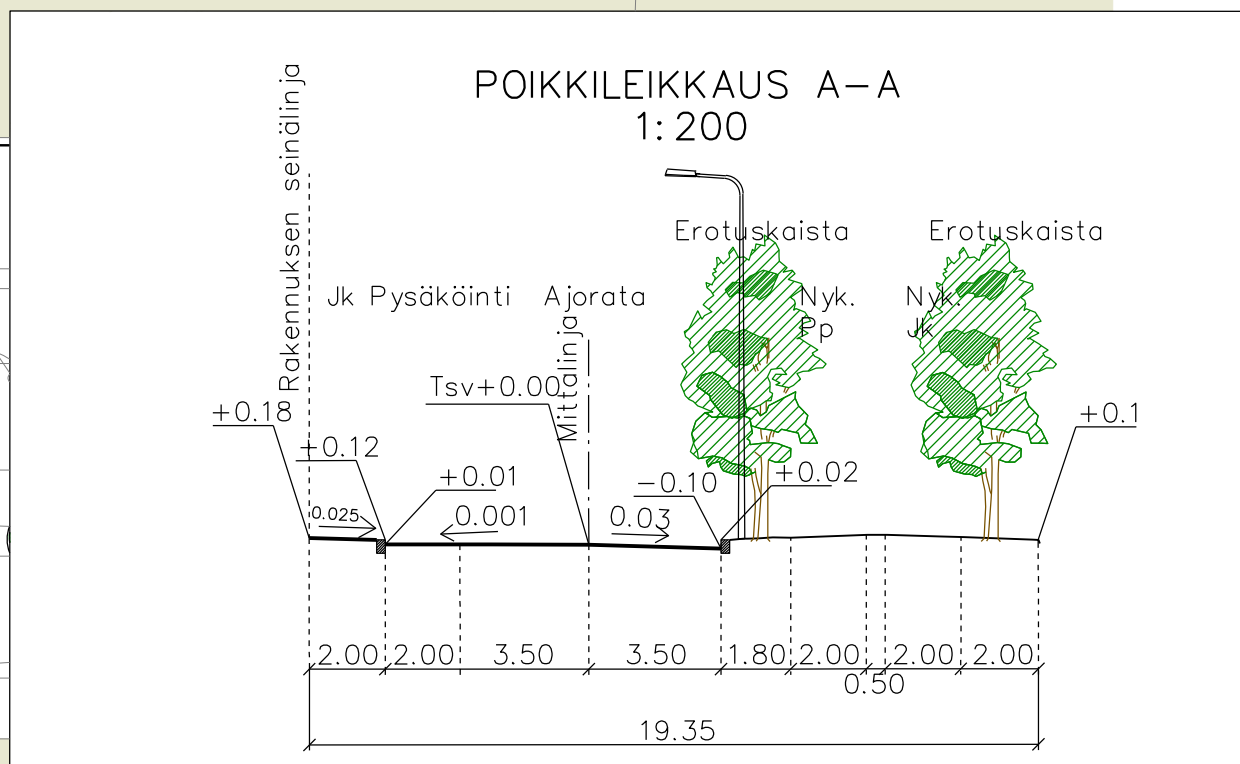 POIKKILEIKKAUS A-A
1:200
Rakennuksen seinälinja
Erotuskaista
Erotuskaista
Jk
Pysäköinti
Ajorata
Nyk.
Pp
Nyk.
Jk
Mittalinja
Tsv+0.00
+0.18
+0.12
+0.01
-0.10
+0.02
+0.1
0.025
0.001
0.03
2.00
2.00
3.50
3.50
1.80
2.00
0.50
2.00
2.00
19.35